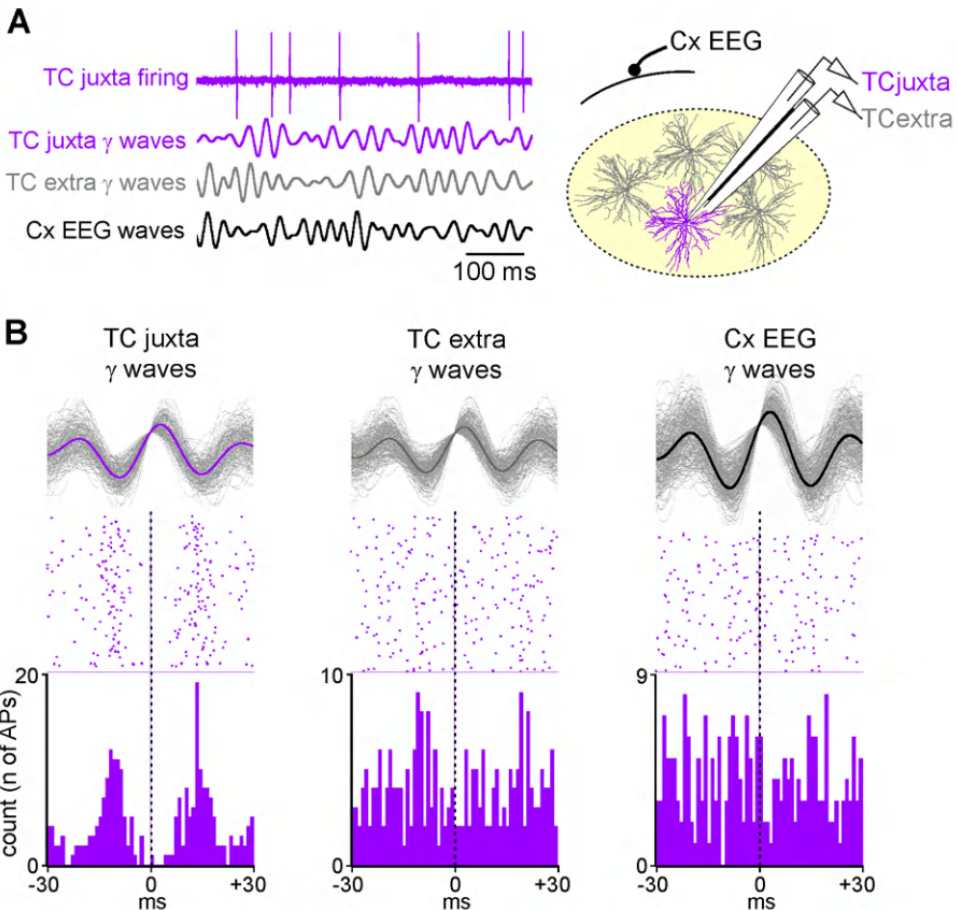 A
TC juxta firing
TC juxta γ waves
TC extra γ waves
Cx EEG waves
100 ms
Cx EEG
TCjuxta
TCextra
B
TC juxta
γ waves
TC extra
γ waves
Cx EEG
γ waves
count (n of APs)
20
10
0
-30
0
+30
ms
10
0
-30
0
+30
ms
9
0
-30
0
+30
ms